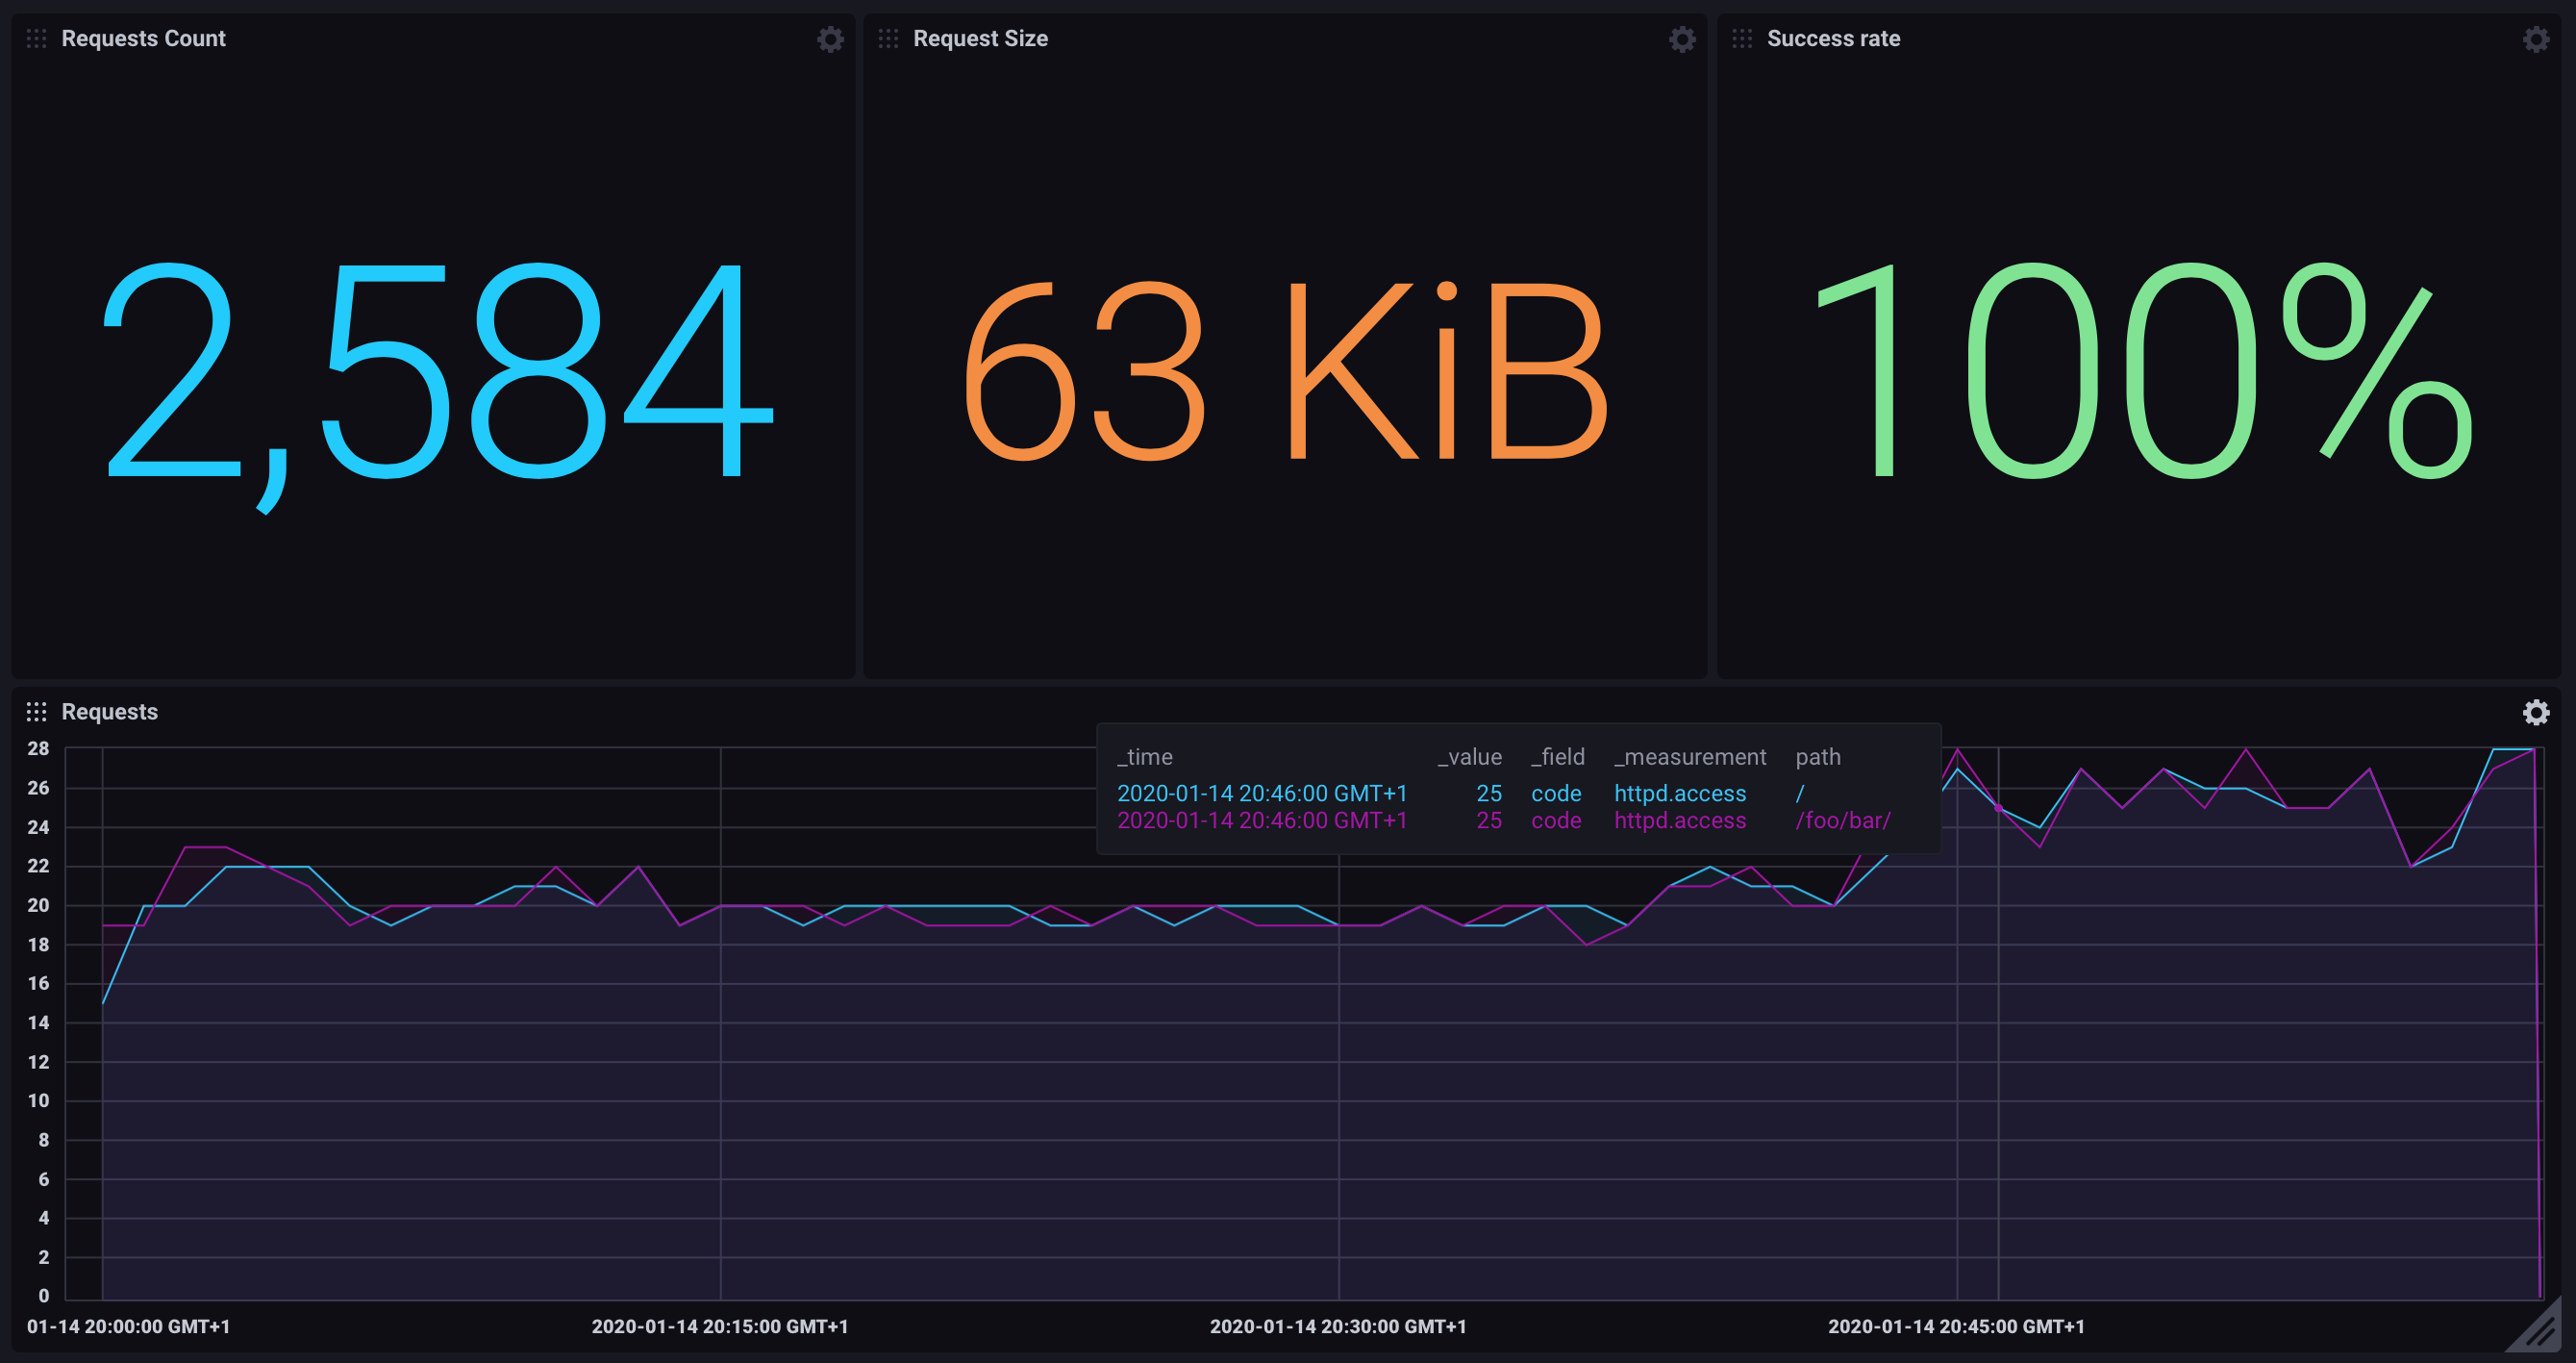 Requests Count
Request Size
Success rate
2,584
63 KiB
100%
Requests
_time _value _field _measurement path
2020-01-14 20:46:00 GMT+1 25 code httpd.access /
2020-01-14 20:46:00 GMT+1 25 code httpd.access /foo/bar/
28
26
24
22
20
18
16
14
12
10
8
6
4
2
0
01-14 20:00:00 GMT+1 2020-01-14 20:15:00 GMT+1 2020-01-14 20:30:00 GMT+1 2020-01-14 20:45:00 GMT+1